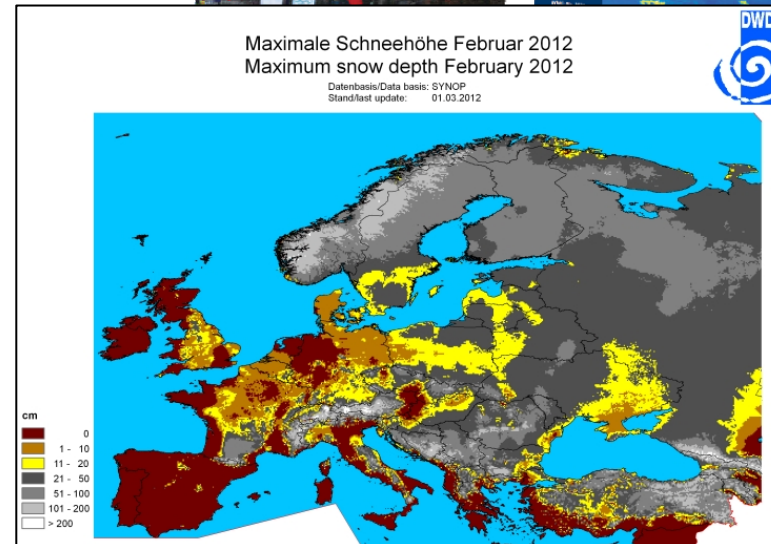 Maximale Schneehöhe Februar 2012
Maximum snow depth February 2012
Datenbasis/Data basis: SYNOP
Stand/last update: 01.03.2012
DWD
cm
0
1 - 10
11 - 20
21 - 50
51 - 100
101 - 200
> 200